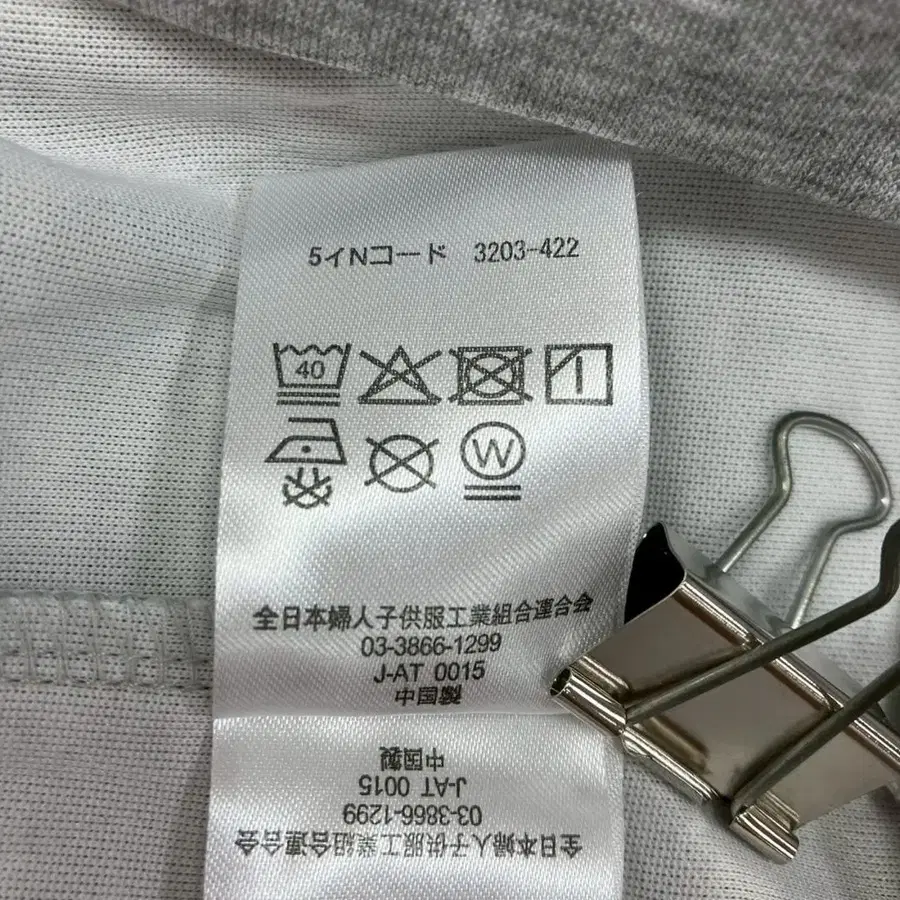 5イNコード 3203-422
40
W
全日本婦人子供服工業組合連合会
03-3866-1299
J-AT 0015
中国製
中国製
J-AT 0015
03-3866-1299
全日本婦人子供服工業組合連合会